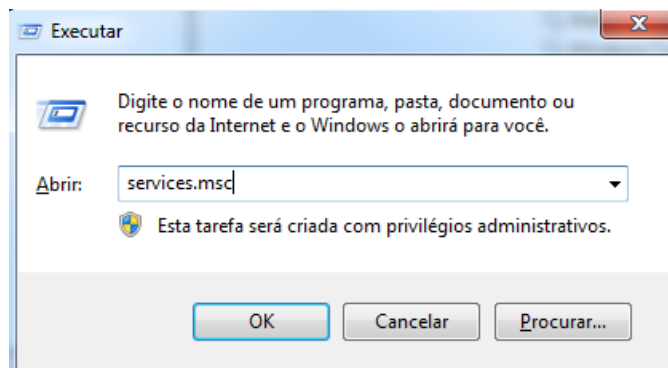 Executar
Digite o nome de um programa, pasta, documento ou
recurso da Internet e o Windows o abrirá para você.
Abrir: services.msc
Esta tarefa será criada com privilégios administrativos.
OK Cancelar Procurar...